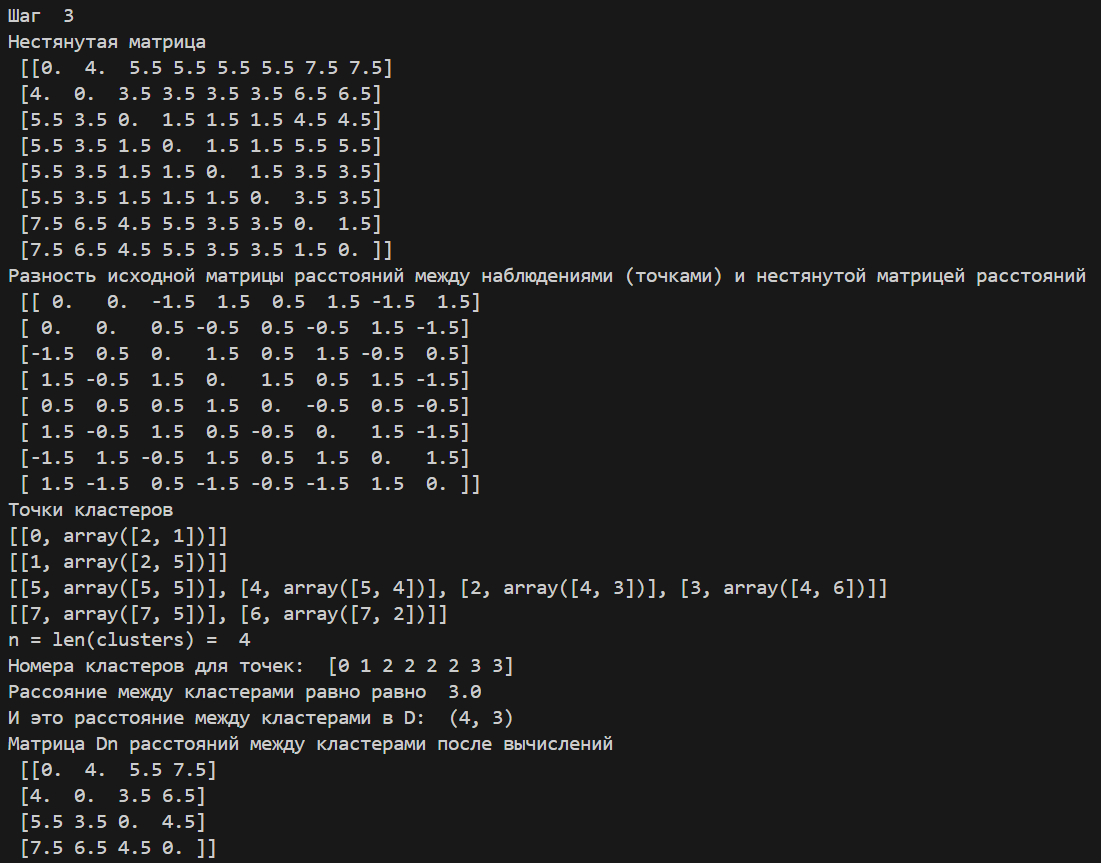 Шаг  3
Нестянутая матрица
 [[0.  4.  5.5 5.5 5.5 5.5 7.5 7.5]
 [4.  0.  3.5 3.5 3.5 3.5 6.5 6.5]
 [5.5 3.5 0.  1.5 1.5 1.5 4.5 4.5]
 [5.5 3.5 1.5 0.  1.5 1.5 5.5 5.5]
 [5.5 3.5 1.5 1.5 0.  1.5 3.5 3.5]
 [5.5 3.5 1.5 1.5 1.5 0.  3.5 3.5]
 [7.5 6.5 4.5 5.5 3.5 3.5 0.  1.5]
 [7.5 6.5 4.5 5.5 3.5 3.5 1.5 0. ]]
Разность исходной матрицы расстояний между наблюдениями (точками) и нестянутой матрицей расстояний
 [[ 0.   0.  -1.5  1.5  0.5  1.5 -1.5  1.5]
 [ 0.   0.   0.5 -0.5  0.5 -0.5  1.5 -1.5]
 [-1.5  0.5  0.   1.5  0.5  1.5 -0.5  0.5]
 [ 1.5 -0.5  1.5  0.   1.5  0.5  1.5 -1.5]
 [ 0.5  0.5  0.5  1.5  0.  -0.5  0.5 -0.5]
 [ 1.5 -0.5  1.5  0.5 -0.5  0.   1.5 -1.5]
 [-1.5  1.5 -0.5  1.5  0.5  1.5  0.   1.5]
 [ 1.5 -1.5  0.5 -1.5 -0.5 -1.5  1.5  0. ]]
Точки кластеров
[[0, array([2, 1])]]
[[1, array([2, 5])]]
[[5, array([5, 5])], [4, array([5, 4])], [2, array([4, 3])], [3, array([4, 6])]]
[[7, array([7, 5])], [6, array([7, 2])]]
n = len(clusters) =  4
Номера кластеров для точек:  [0 1 2 2 2 2 3 3]
Рассояние между кластерами равно равно  3.0
И это расстояние между кластерами в D:  (4, 3)
Матрица Dn расстояний между кластерами после вычислений
 [[0.  4.  5.5 7.5]
 [4.  0.  3.5 6.5]
 [5.5 3.5 0.  4.5]
 [7.5 6.5 4.5 0. ]]